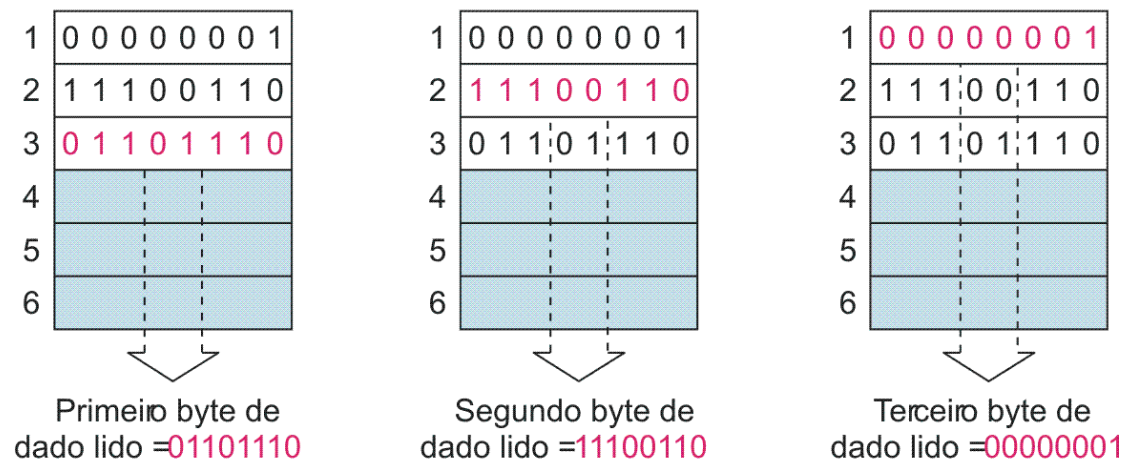 1 0 0 0 0 0 0 0 1
2 1 1 1 0 0 1 1 0
3 0 1 1 0 1 1 1 0
4
5
6
Primeiro byte de
dado lido =01101110
1 0 0 0 0 0 0 0 1
2 1 1 1 0 0 1 1 0
3 0 1 1 0 1 1 1 0
4
5
6
Segundo byte de
dado lido =11100110
1 0 0 0 0 0 0 0 1
2 1 1 1 0 0 1 1 0
3 0 1 1 0 1 1 1 0
4
5
6
Terceiro byte de
dado lido =00000001